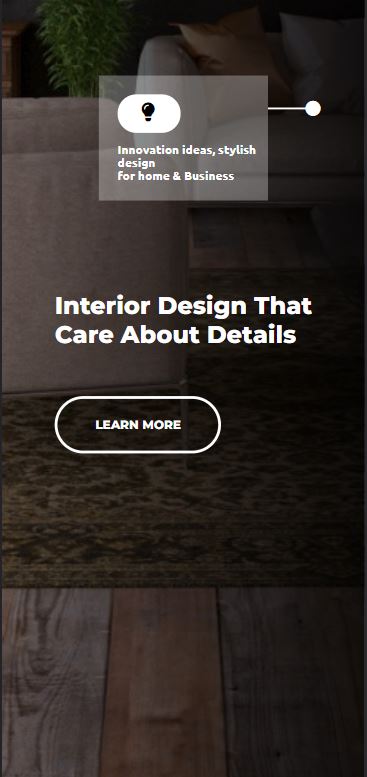 Innovation ideas, stylish
design
for home & Business
Interior Design That
Care About Details
LEARN MORE